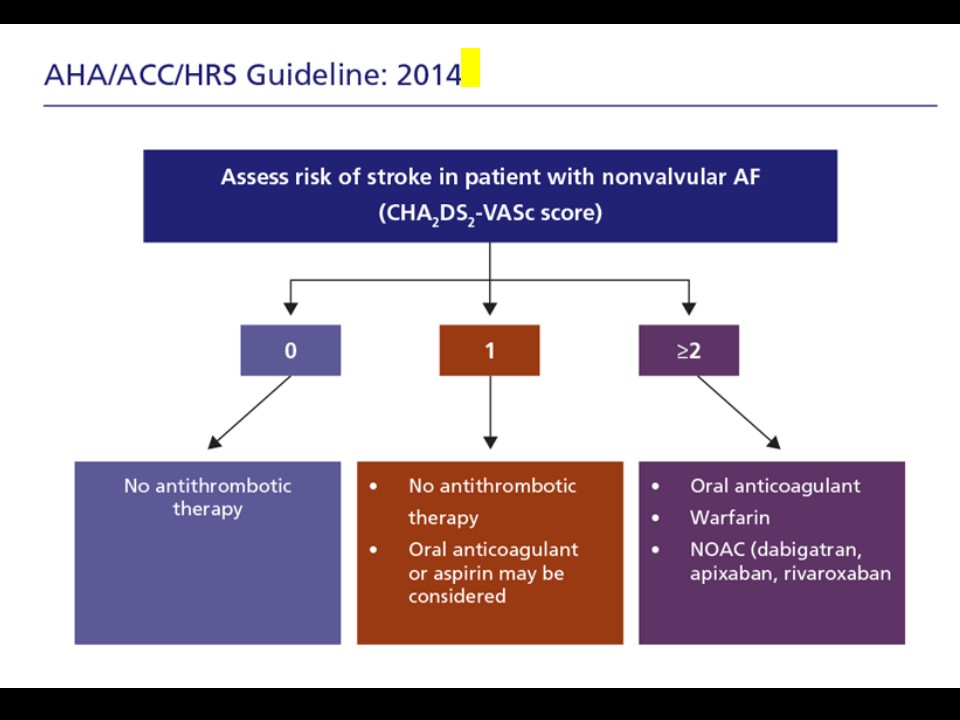 AHA/ACC/HRS Guideline: 2014
Assess risk of stroke in patient with nonvalvular AF
(CHA₂DS₂-VASc score)
0
1
≥2
No antithrombotic
therapy
• No antithrombotic
therapy
• Oral anticoagulant
or aspirin may be
considered
• Oral anticoagulant
• Warfarin
• NOAC (dabigatran,
apixaban, rivaroxaban